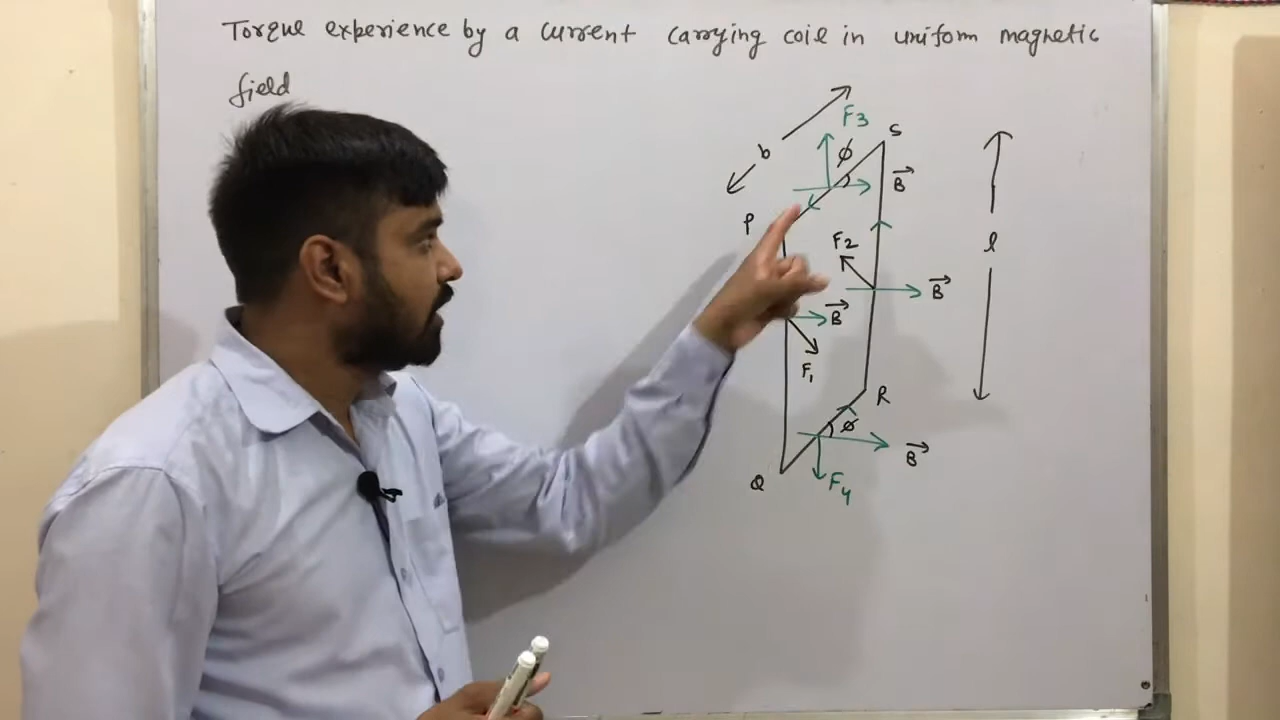 Torque experience by a current carrying coil in uniform magnetic
field
F3
S
b
ϕ
B⃗
P
F2
l
B⃗
B⃗
F1
R
ϕ
B⃗
Q
F4